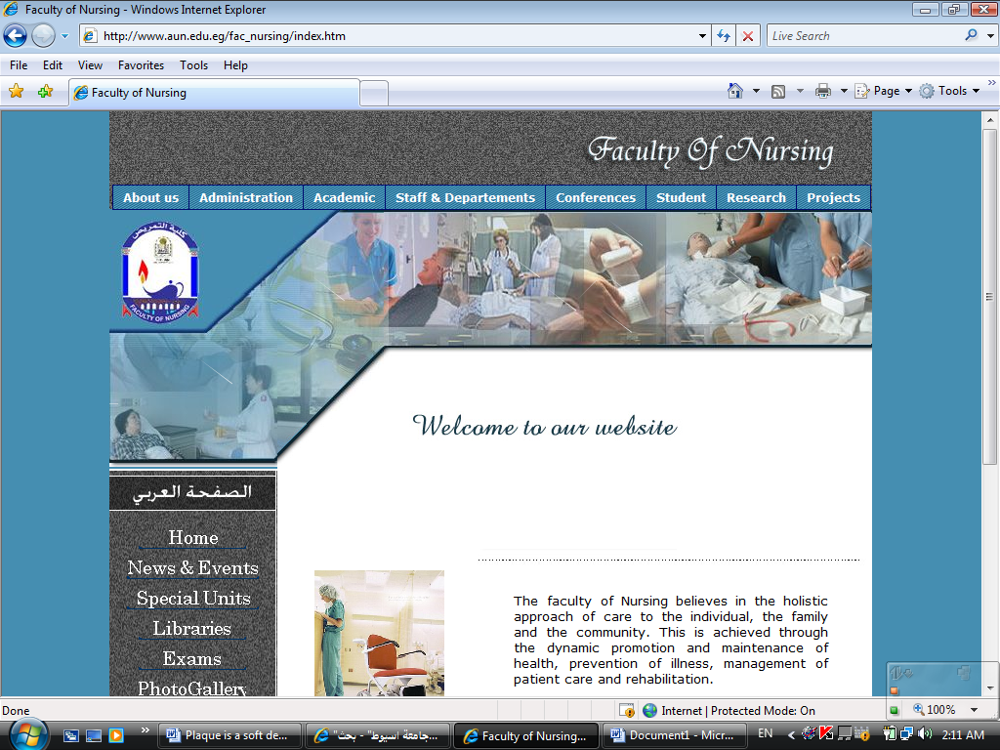 Faculty of Nursing - Windows Internet Explorer
http://www.aun.edu.eg/fac_nursing/index.htm
Live Search
File Edit View Favorites Tools Help
Faculty of Nursing
Page Tools
Faculty Of Nursing
About us Administration Academic Staff & Departements Conferences Student Research Projects
كلية التمريض
FACULTY OF NURSING
Welcome to our website
الصفحة العربي
Home
News & Events
Special Units
Libraries
Exams
PhotoGallery
The faculty of Nursing believes in the holistic
approach of care to the individual, the family
and the community. This is achieved through
the dynamic promotion and maintenance of
health, prevention of illness, management of
patient care and rehabilitation.
Done
Internet | Protected Mode: On
100%
Plaque is a soft de...
"جامعة اسيوط" - بحث...
Faculty of Nursing...
Document1 - Micr...
EN
2:11 AM